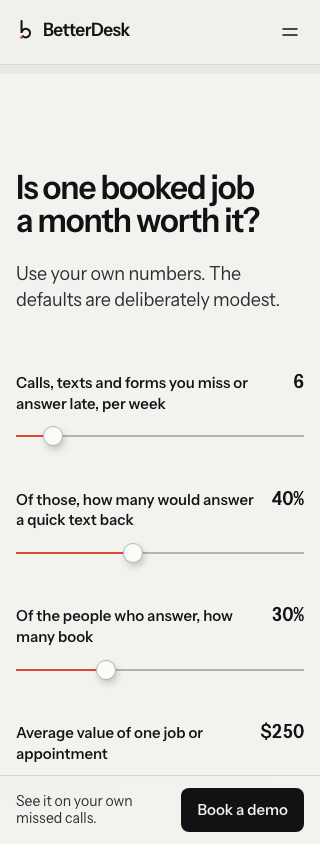 BetterDesk
Is one booked job
a month worth it?
Use your own numbers. The
defaults are deliberately modest.
Calls, texts and forms you miss or
answer late, per week
6
Of those, how many would answer
a quick text back
40%
Of the people who answer, how
many book
30%
Average value of one job or
appointment
$250
See it on your own
missed calls.
Book a demo